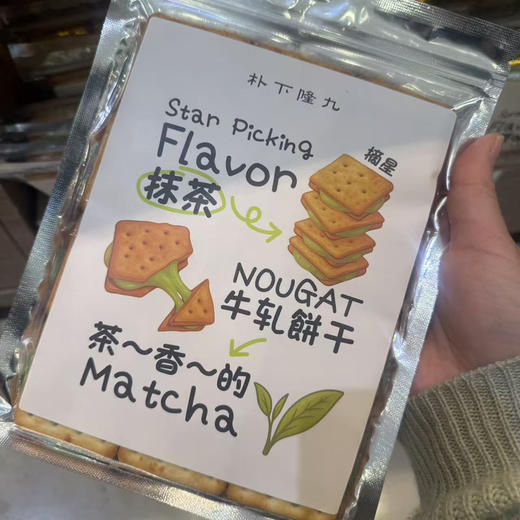 朴下隆九
Star Picking
Flavor
抹茶
摘星
NOUGAT
牛轧餅干
茶～香～的
Matcha